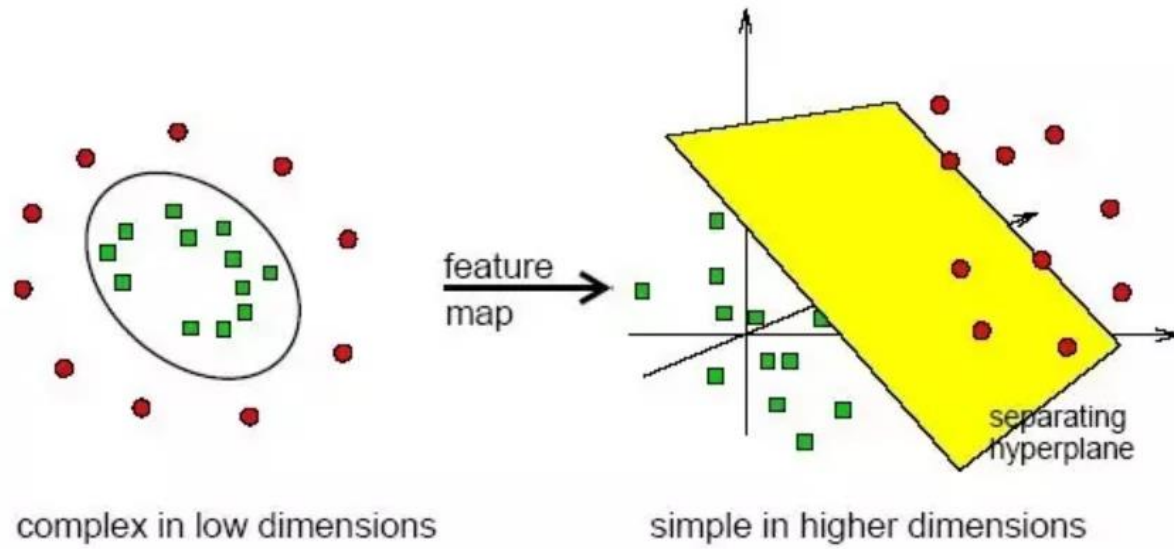 feature
map
separating
hyperplane
complex in low dimensions
simple in higher dimensions